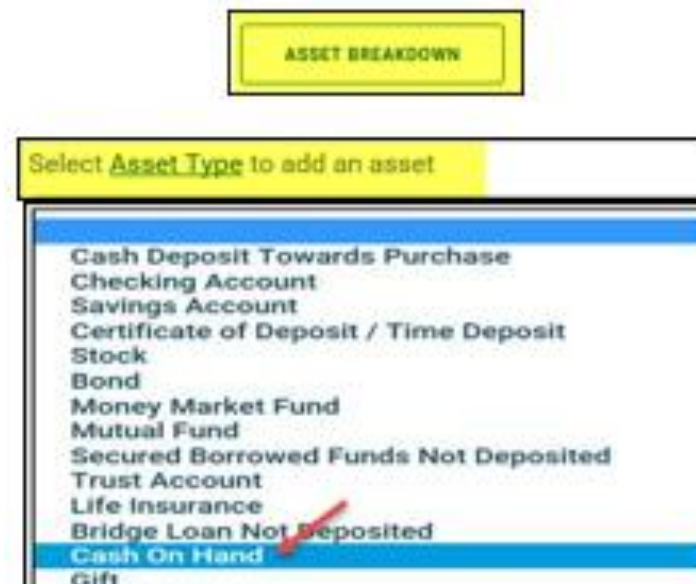 ASSET BREAKDOWN
Select Asset Type to add an asset
Cash Deposit Towards Purchase
Checking Account
Savings Account
Certificate of Deposit / Time Deposit
Stock
Bond
Money Market Fund
Mutual Fund
Secured Borrowed Funds Not Deposited
Trust Account
Life Insurance
Bridge Loan Not Deposited
Cash On Hand
Gift